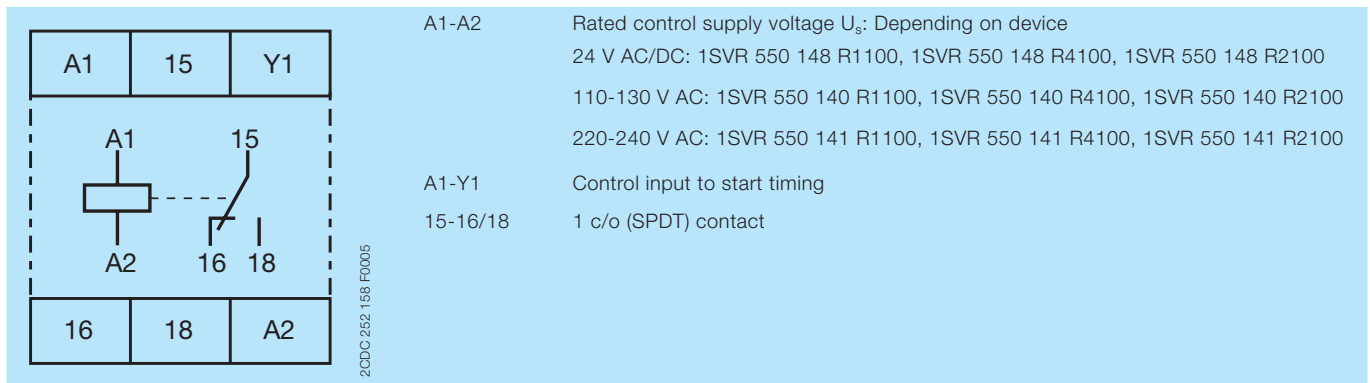 A1 15 Y1
A1 15
A2 16 18
16 18 A2
2CDC 252 158 F0005
A1-A2 Rated control supply voltage Us: Depending on device
24 V AC/DC: 1SVR 550 148 R1100, 1SVR 550 148 R4100, 1SVR 550 148 R2100
110-130 V AC: 1SVR 550 140 R1100, 1SVR 550 140 R4100, 1SVR 550 140 R2100
220-240 V AC: 1SVR 550 141 R1100, 1SVR 550 141 R4100, 1SVR 550 141 R2100
A1-Y1 Control input to start timing
15-16/18 1 c/o (SPDT) contact